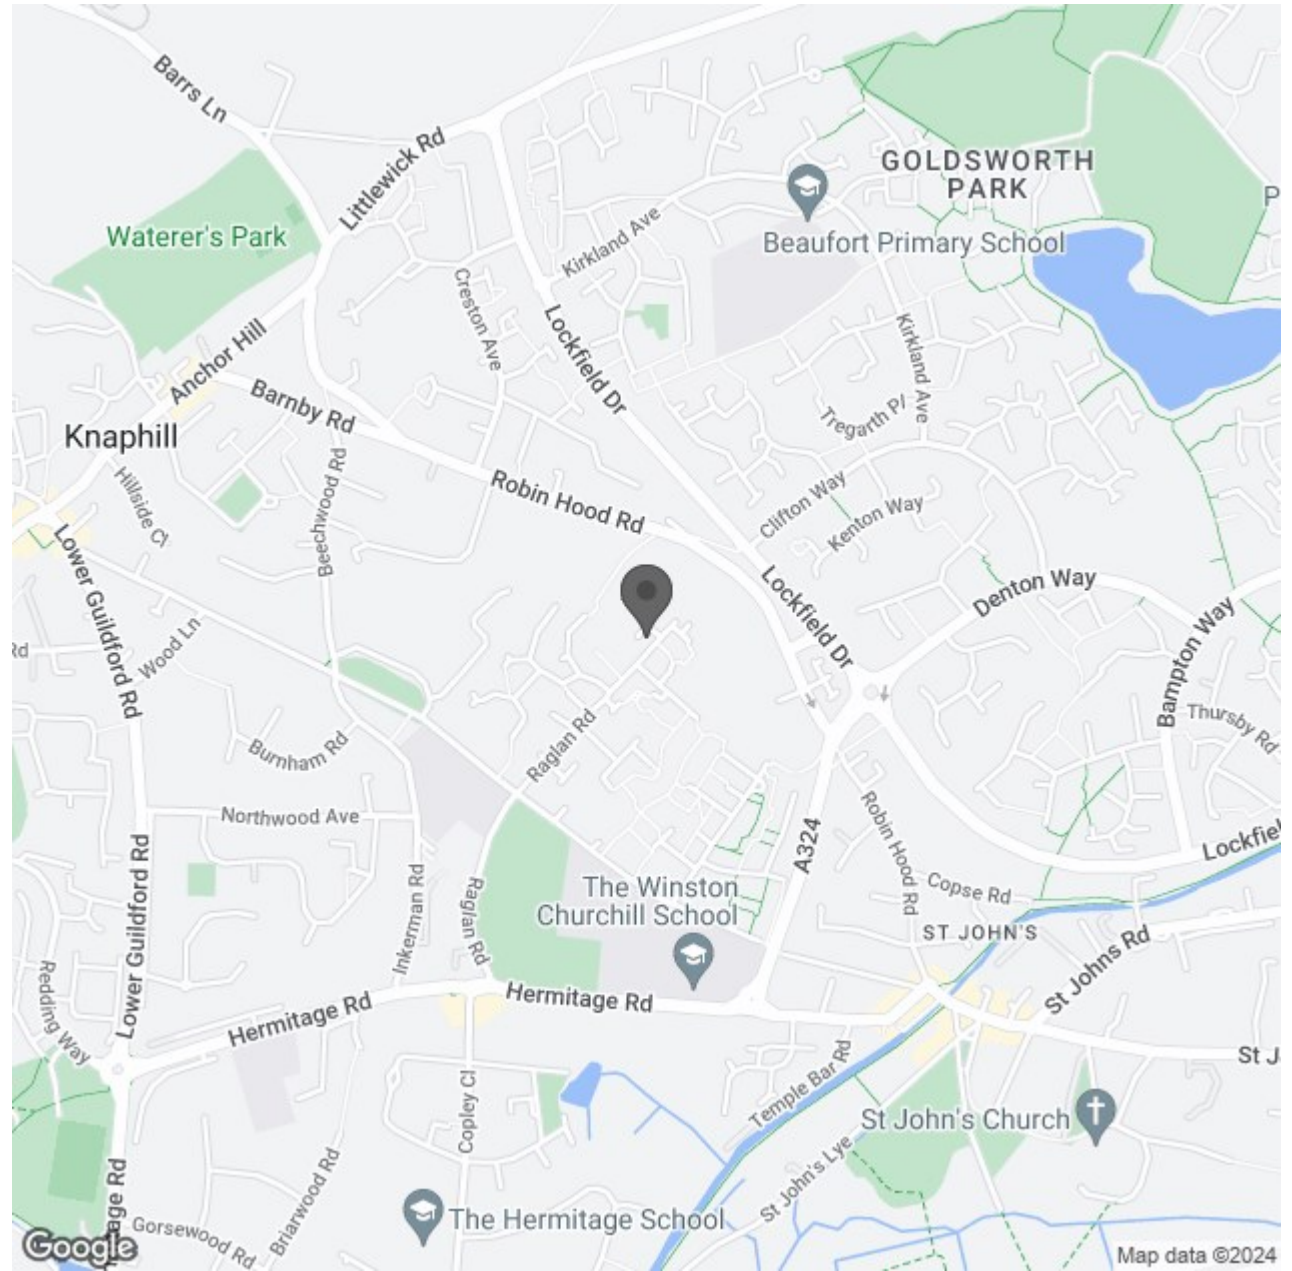 Barrs Ln
Littlewick Rd
GOLDSWORTH
PARK
P
Waterer's Park
Kirkland Ave
Beaufort Primary School
Creston Ave
Lockfield Dr
Kirkland Ave
Anchor Hill
Barnby Rd
Tregarth Pl
Knaphill
Hillside Cl
Beechwood Rd
Robin Hood Rd
Clifton Way
Kenton Way
Lower Guildford Rd
Lockfield Dr
Denton Way
Rd
Wood Ln
Bampton Way
Thursby Rd
Burnham Rd
Raglan Rd
Northwood Ave
A324
Robin Hood Rd
Lockfie
Lower Guildford Rd
Inkerman Rd
Raglan Rd
The Winston
Churchill School
Copse Rd
ST JOHN'S
St Johns Rd
Redding Way
Hermitage Rd
Hermitage Rd
St J
Temple Bar Rd
Copley Cl
St John's Church
St John's Lye
age Rd
Briarwood Rd
Gorsewood Rd
The Hermitage School
Google
Map data ©2024